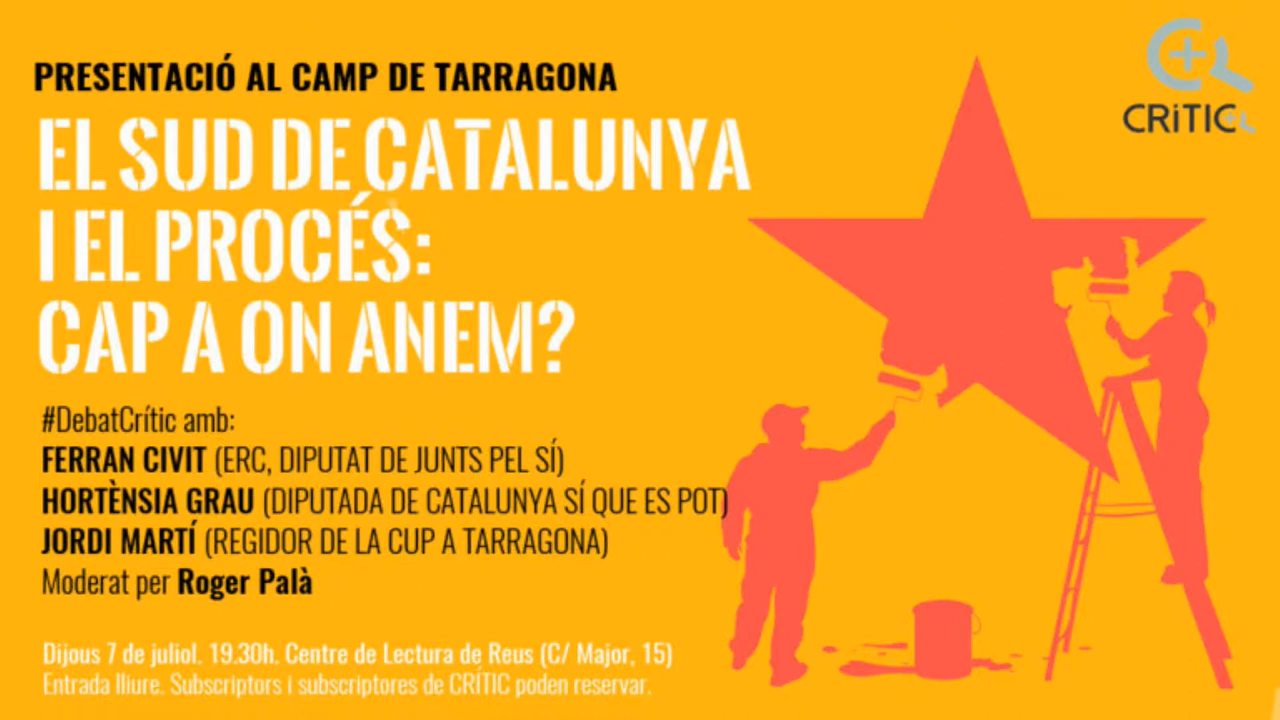 PRESENTACIÓ AL CAMP DE TARRAGONA
EL SUD DE CATALUNYA
I EL PROCÉS:
CAP A ON ANEM?
#DebatCrític amb:
FERRAN CIVIT (ERC, DIPUTAT DE JUNTS PEL SÍ)
HORTÈNSIA GRAU (DIPUTADA DE CATALUNYA SÍ QUE ES POT)
JORDI MARTÍ (REGIDOR DE LA CUP A TARRAGONA)
Moderat per Roger Palà
Dijous 7 de juliol. 19.30h. Centre de Lectura de Reus (C/ Major, 15)
Entrada lliure. Subscriptors i subscriptores de CRÍTIC poden reservar.
CRÍTIC